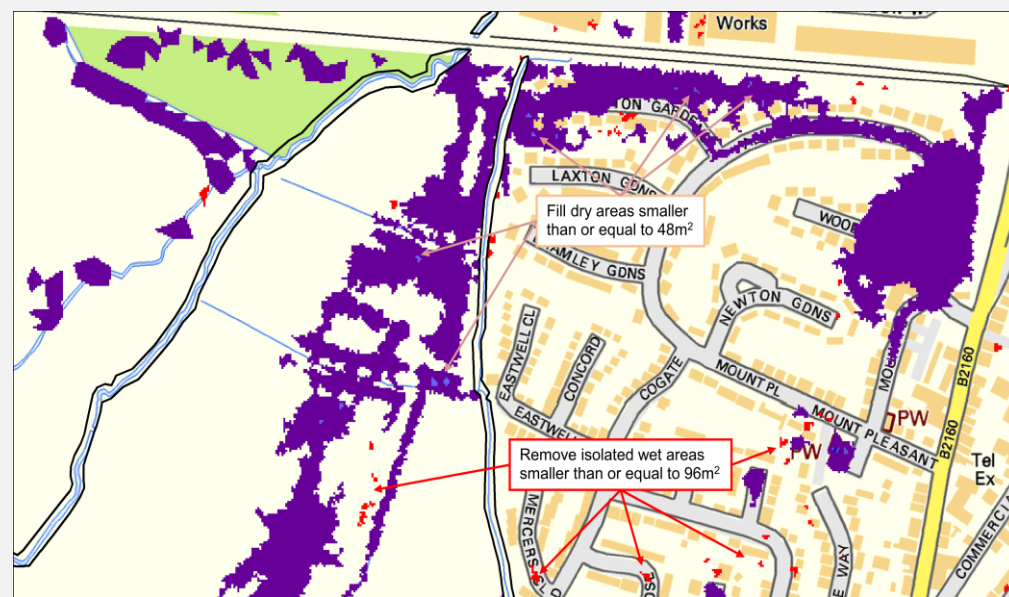 Works
TON GARDE
LAXTON GDNS
Fill dry areas smaller
than or equal to 48m²
WOO
AMLEY GDNS
NEWTON GDNS
EASTWELL CL
CONCORD
COGATE
MOUNT PL
MOUN
B2160
EASTWEL
MOUNT PLEASANT
PW
B2160
PW
Remove isolated wet areas
smaller than or equal to 96m²
Tel
Ex
MERCERS
E WAY
COMMERCIA